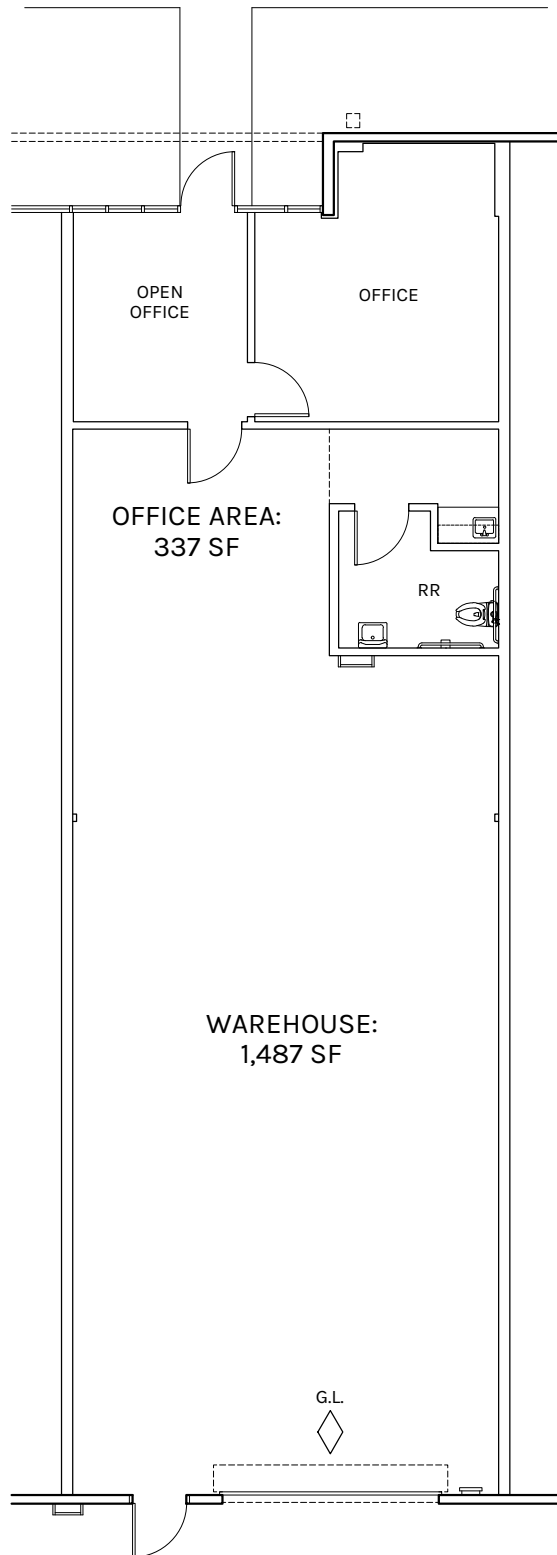 OPEN
OFFICE
OFFICE
OFFICE AREA:
337 SF
RR
WAREHOUSE:
1,487 SF
G.L.